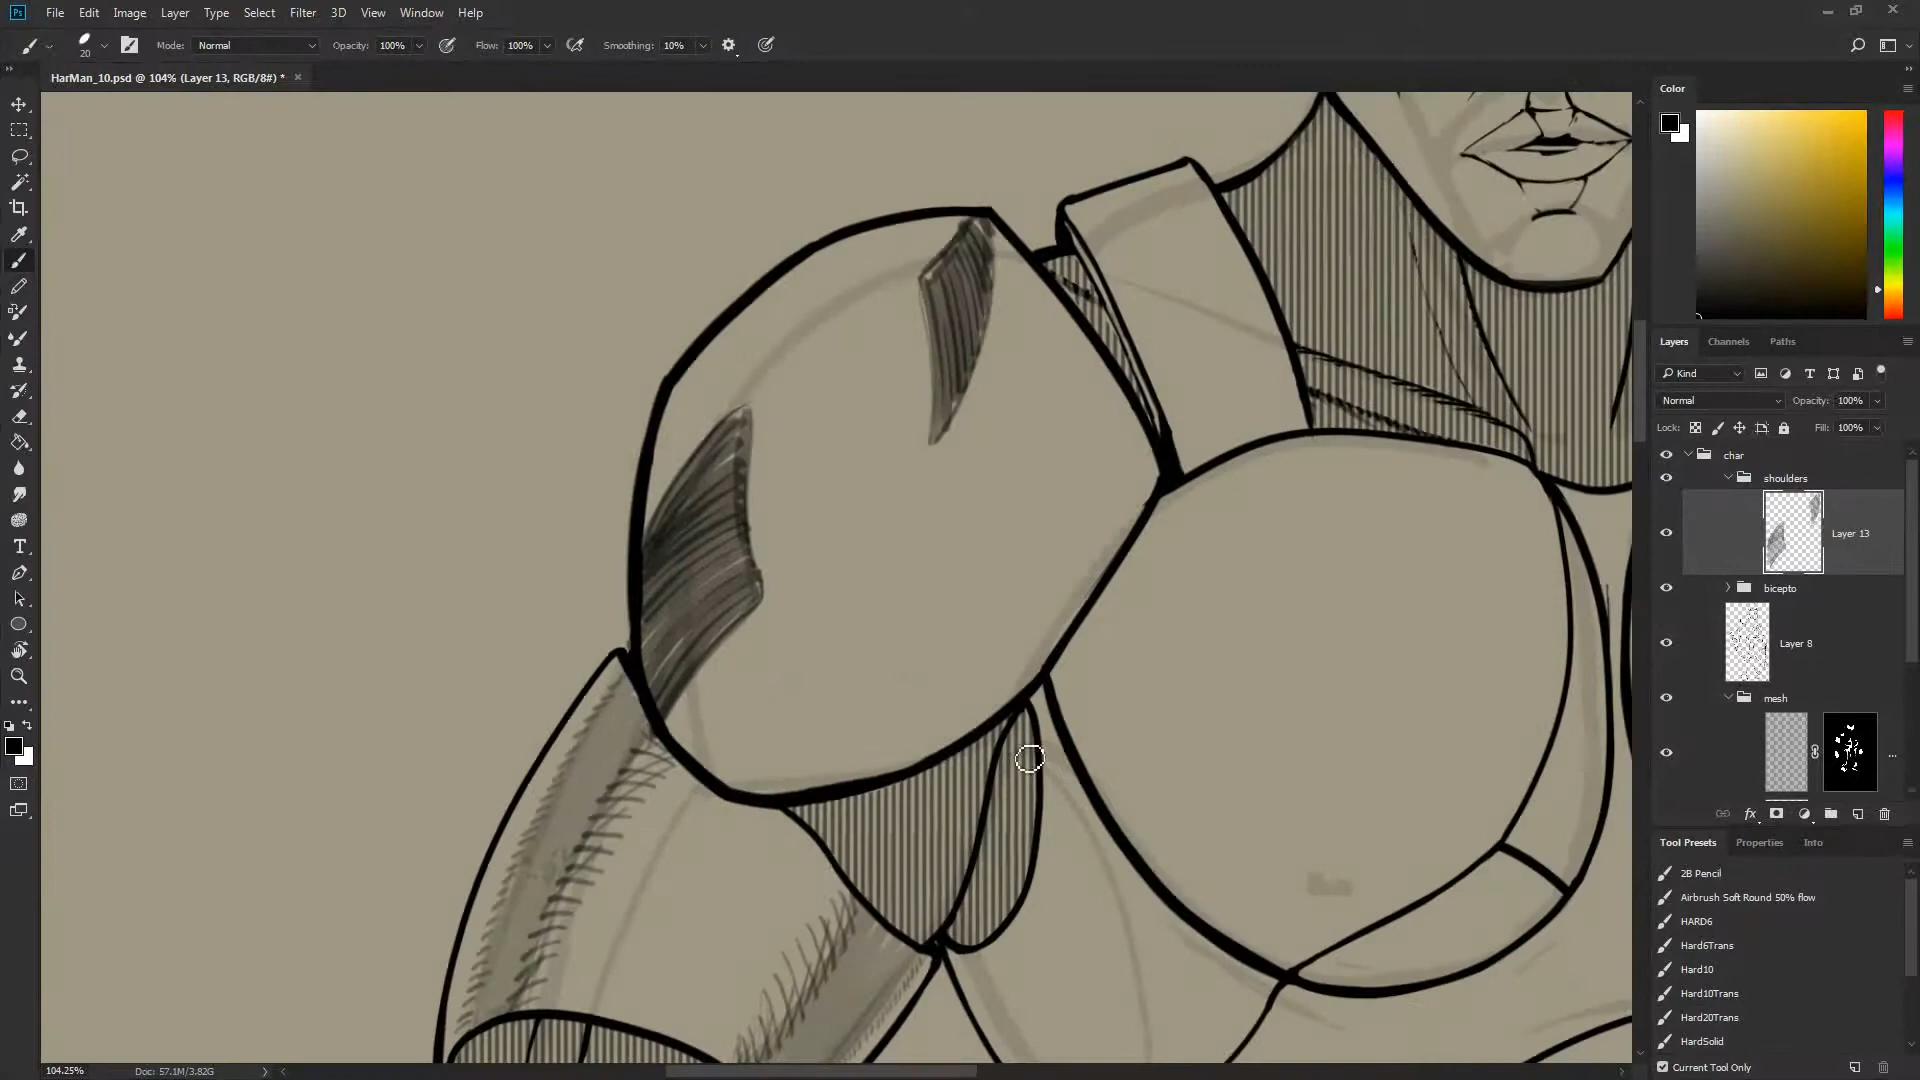 Ps File Edit Image Layer Type Select Filter 3D View Window Help
20 Mode: Normal Opacity: 100% Flow: 100% Smoothing: 10%
HarMan_10.psd @ 104% (Layer 13, RGB/8#) *
Color
Layers Channels Paths
Kind
Normal Opacity: 100%
Lock: Fill: 100%
char
shoulders
Layer 13
bicepto
Layer 8
mesh
...
fx
Tool Presets Properties Info
2B Pencil
Airbrush Soft Round 50% flow
HARD6
Hard6Trans
Hard10
Hard10Trans
Hard20Trans
HardSolid
Current Tool Only
104.25% Doc: 57.1M/3.82G